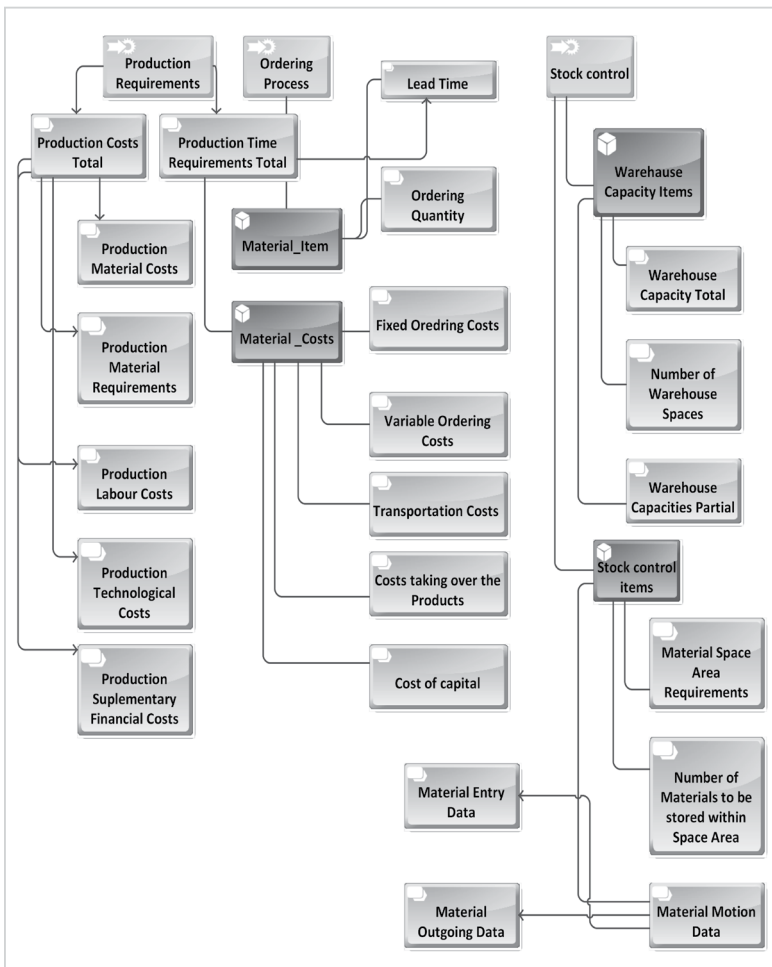 Production
Requirements
Ordering
Process
Lead Time
Stock control
Production Costs
Total
Production Time
Requirements Total
Warehause
Capacity Items
Ordering
Quantity
Material_Item
Production
Material Costs
Warehouse
Capacity Total
Material _Costs
Fixed Oredring Costs
Production
Material
Requirements
Number of
Warehouse
Spaces
Variable Ordering
Costs
Production
Labour Costs
Transportation Costs
Warehouse
Capacities Partial
Production
Technological
Costs
Costs taking over the
Products
Stock control
items
Production
Suplementary
Financial Costs
Cost of capital
Material Space
Area
Requirements
Material Entry
Data
Number of
Materials to be
stored within
Space Area
Material
Outgoing Data
Material Motion
Data